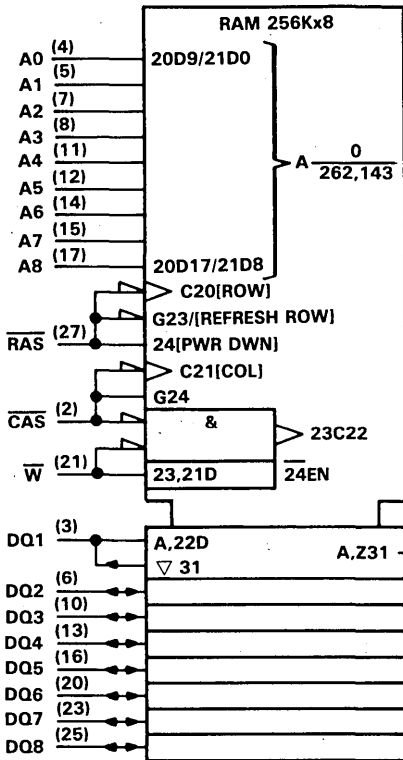 RAM 256Kx8
A0 (4) 20D9/21D0
A1 (5)
A2 (7)
A3 (8)
A4 (11)
A 0
262,143
A5 (12)
A6 (14)
A7 (15)
A8 (17) 20D17/21D8
C20[ROW]
G23/[REFRESH ROW]
RAS (27) 24[PWR DWN]
C21[COL]
G24
CAS (2) & 23C22
W (21) 23,21D 24EN
DQ1 (3) A,22D A,Z31
▽ 31
DQ2 (6)
DQ3 (10)
DQ4 (13)
DQ5 (16)
DQ6 (20)
DQ7 (23)
DQ8 (25)